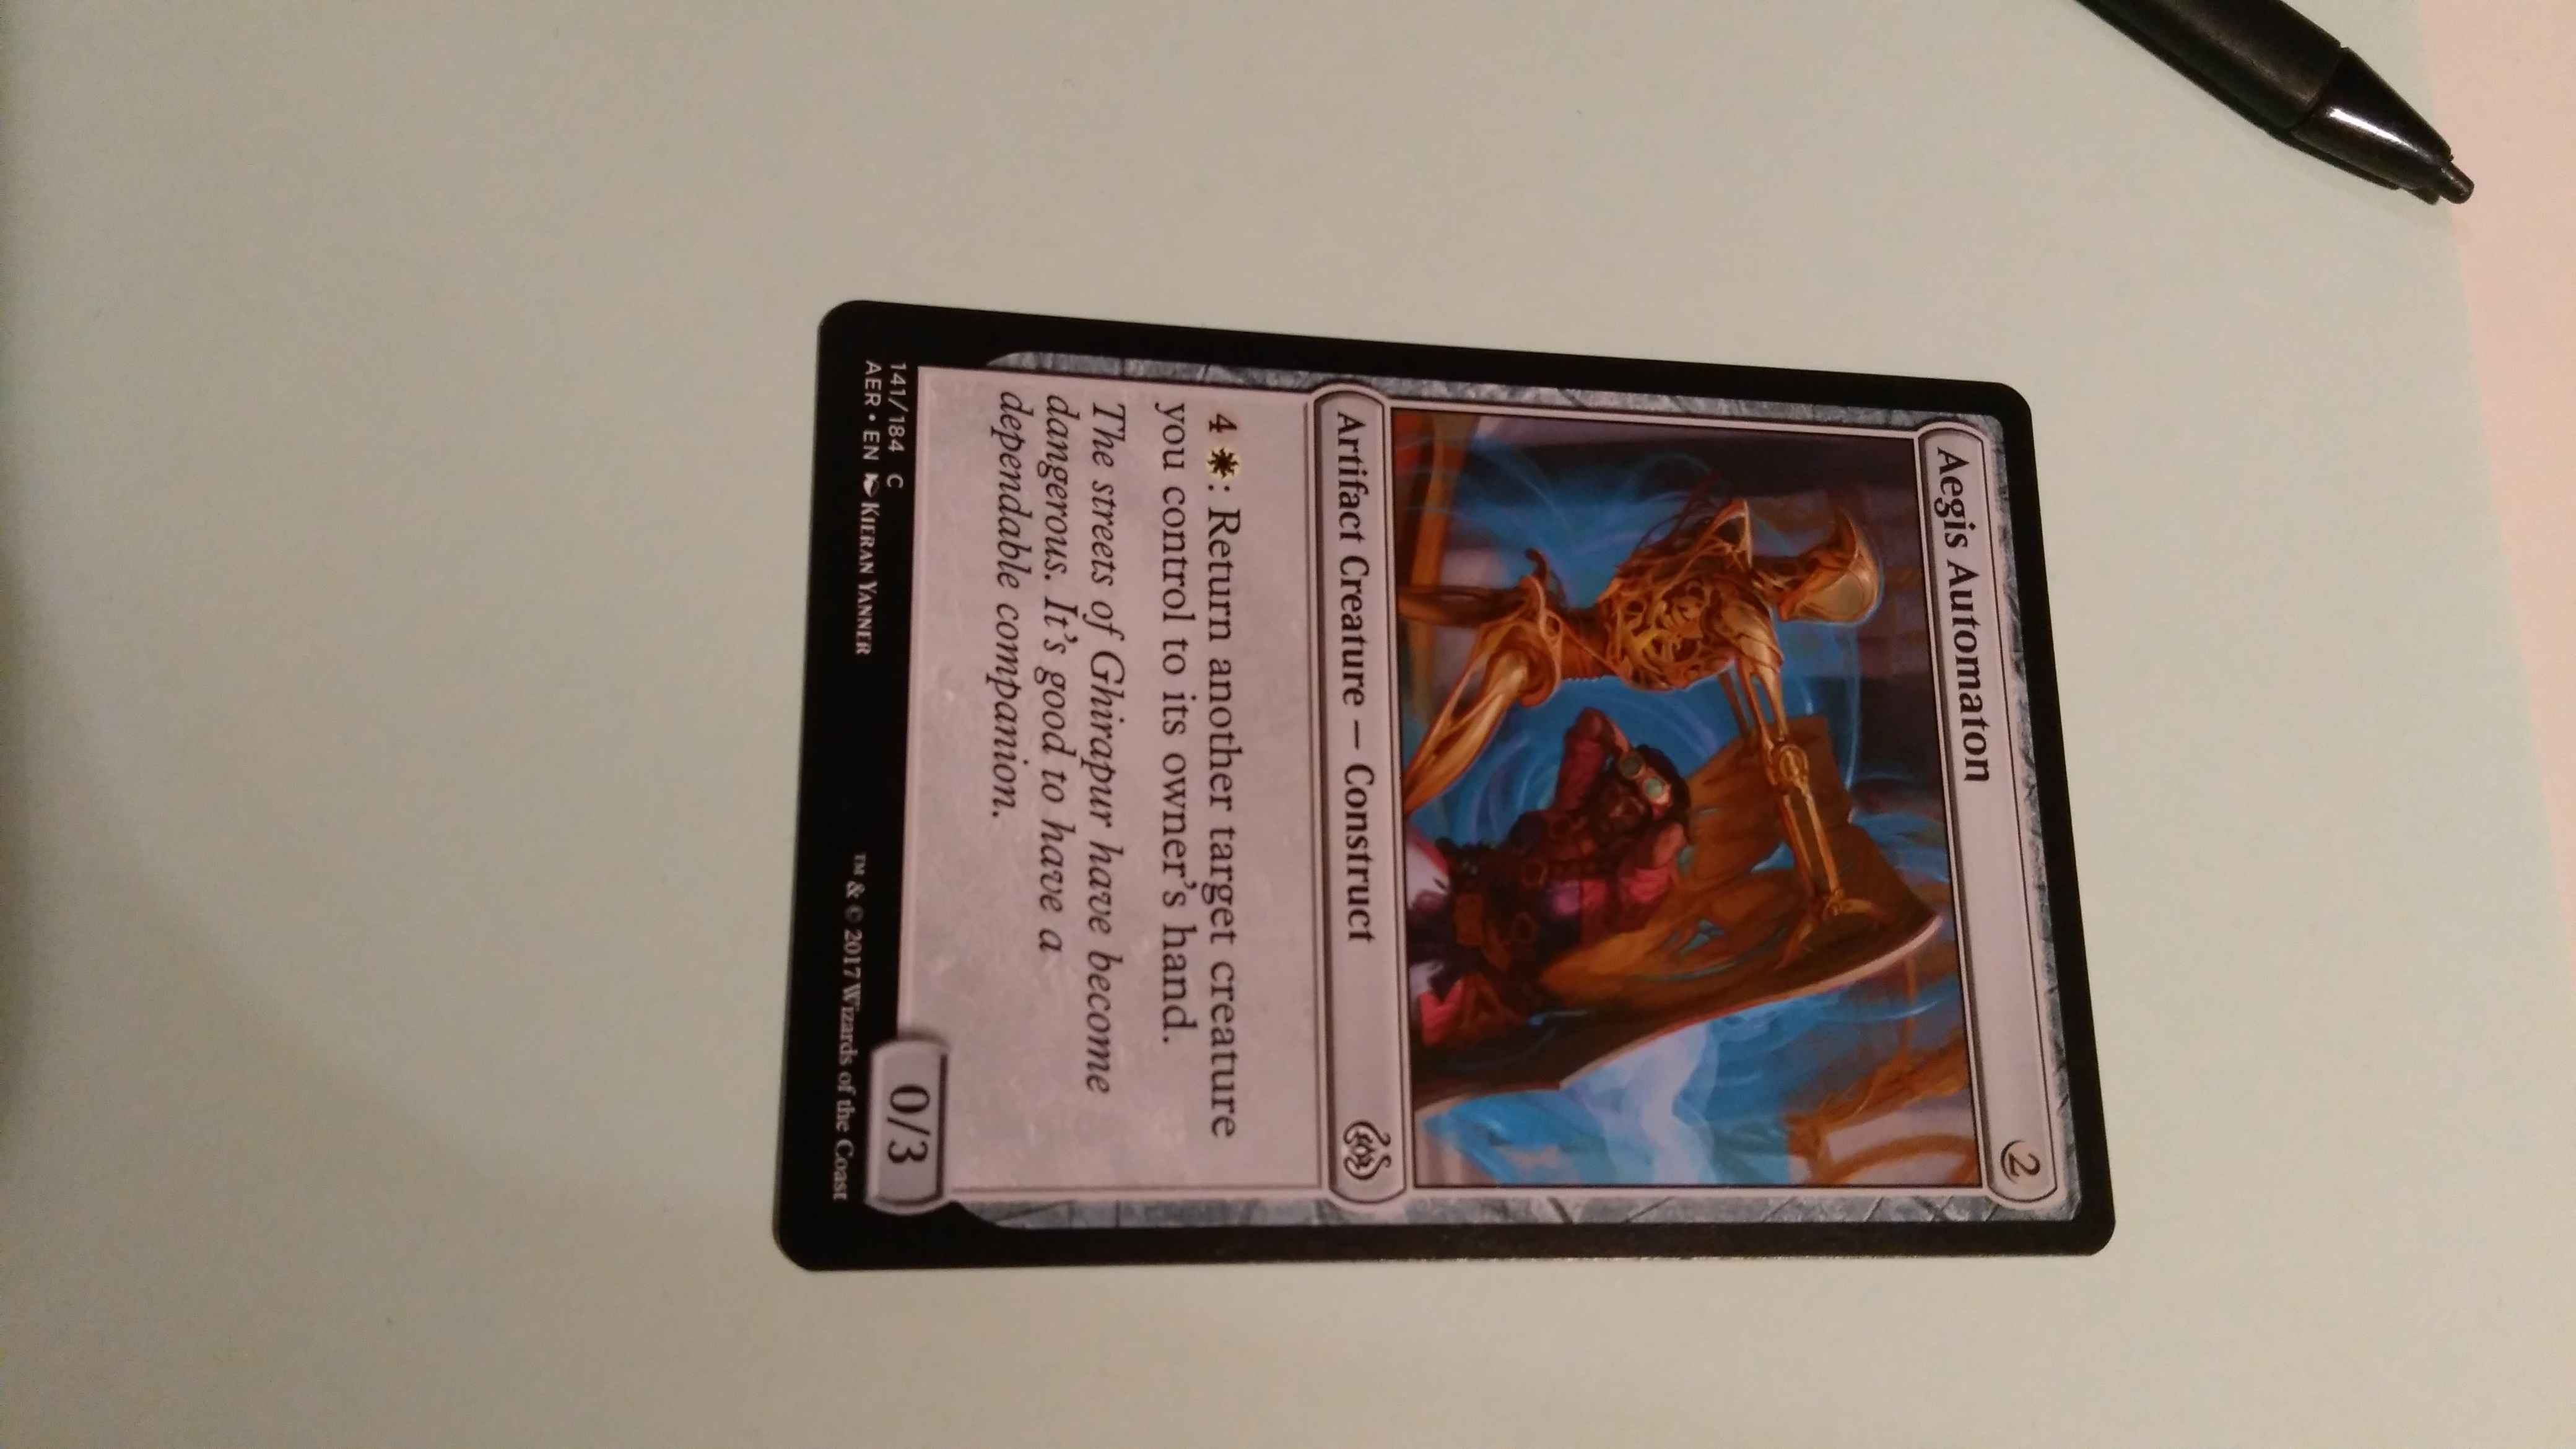 Aegis Automaton 2
Artifact Creature — Construct
4 : Return another target creature
you control to its owner's hand.
The streets of Ghirapur have become
dangerous. It's good to have a
dependable companion.
0/3
141/184 C
AER • EN KIERAN YANNER
™ & © 2017 Wizards of the Coast